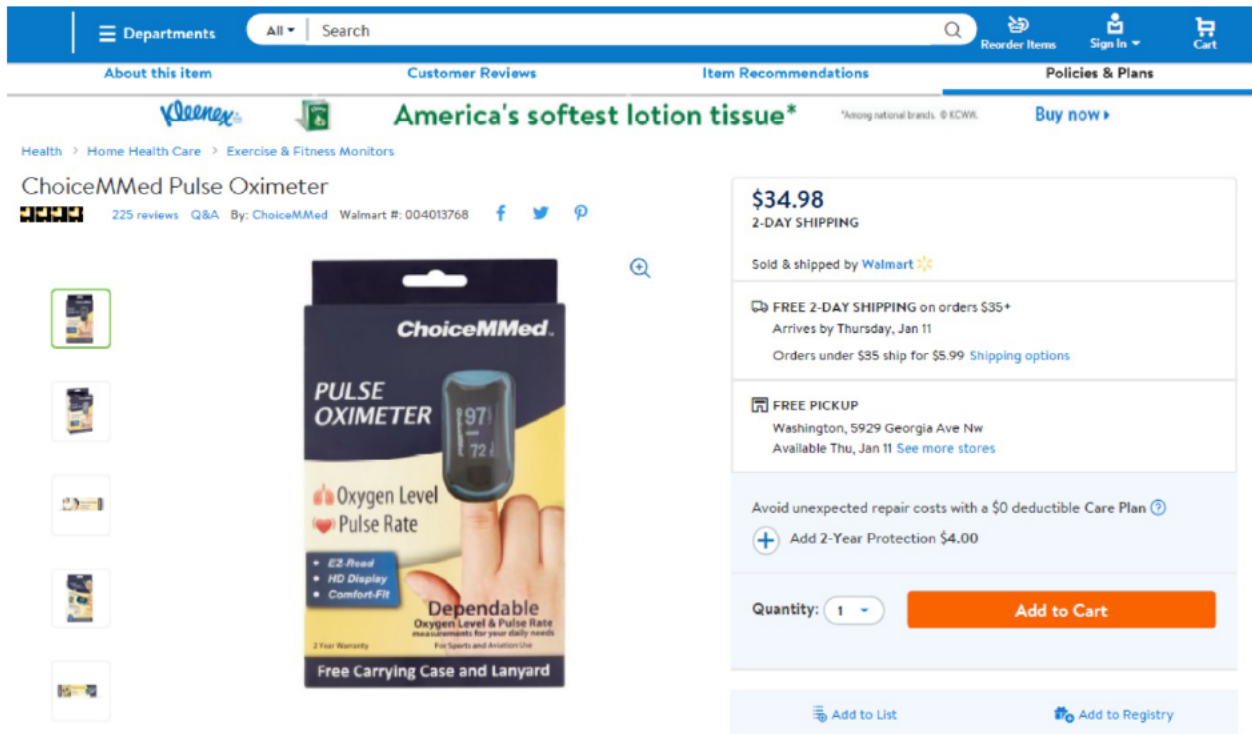 Departments
All
Search
Reorder Items
Sign In
Cart
About this item
Customer Reviews
Item Recommendations
Policies & Plans
Kleenex
America's softest lotion tissue*
*Among national brands. © KCWW.
Buy now
Health > Home Health Care > Exercise & Fitness Monitors
ChoiceMMed Pulse Oximeter
225 reviews Q&A By: ChoiceMMed Walmart #: 004013768
ChoiceMMed
PULSE
OXIMETER
97
72
Oxygen Level
Pulse Rate
• EZ-Read
• HD Display
• Comfort-Fit
Dependable
Oxygen Level & Pulse Rate
measurements for your daily needs
2 Year Warranty
For Sports and Aviation Use
Free Carrying Case and Lanyard
$34.98
2-DAY SHIPPING
Sold & shipped by Walmart
FREE 2-DAY SHIPPING on orders $35+
Arrives by Thursday, Jan 11
Orders under $35 ship for $5.99 Shipping options
FREE PICKUP
Washington, 5929 Georgia Ave Nw
Available Thu, Jan 11 See more stores
Avoid unexpected repair costs with a $0 deductible Care Plan
Add 2-Year Protection $4.00
Quantity: 1
Add to Cart
Add to List
Add to Registry